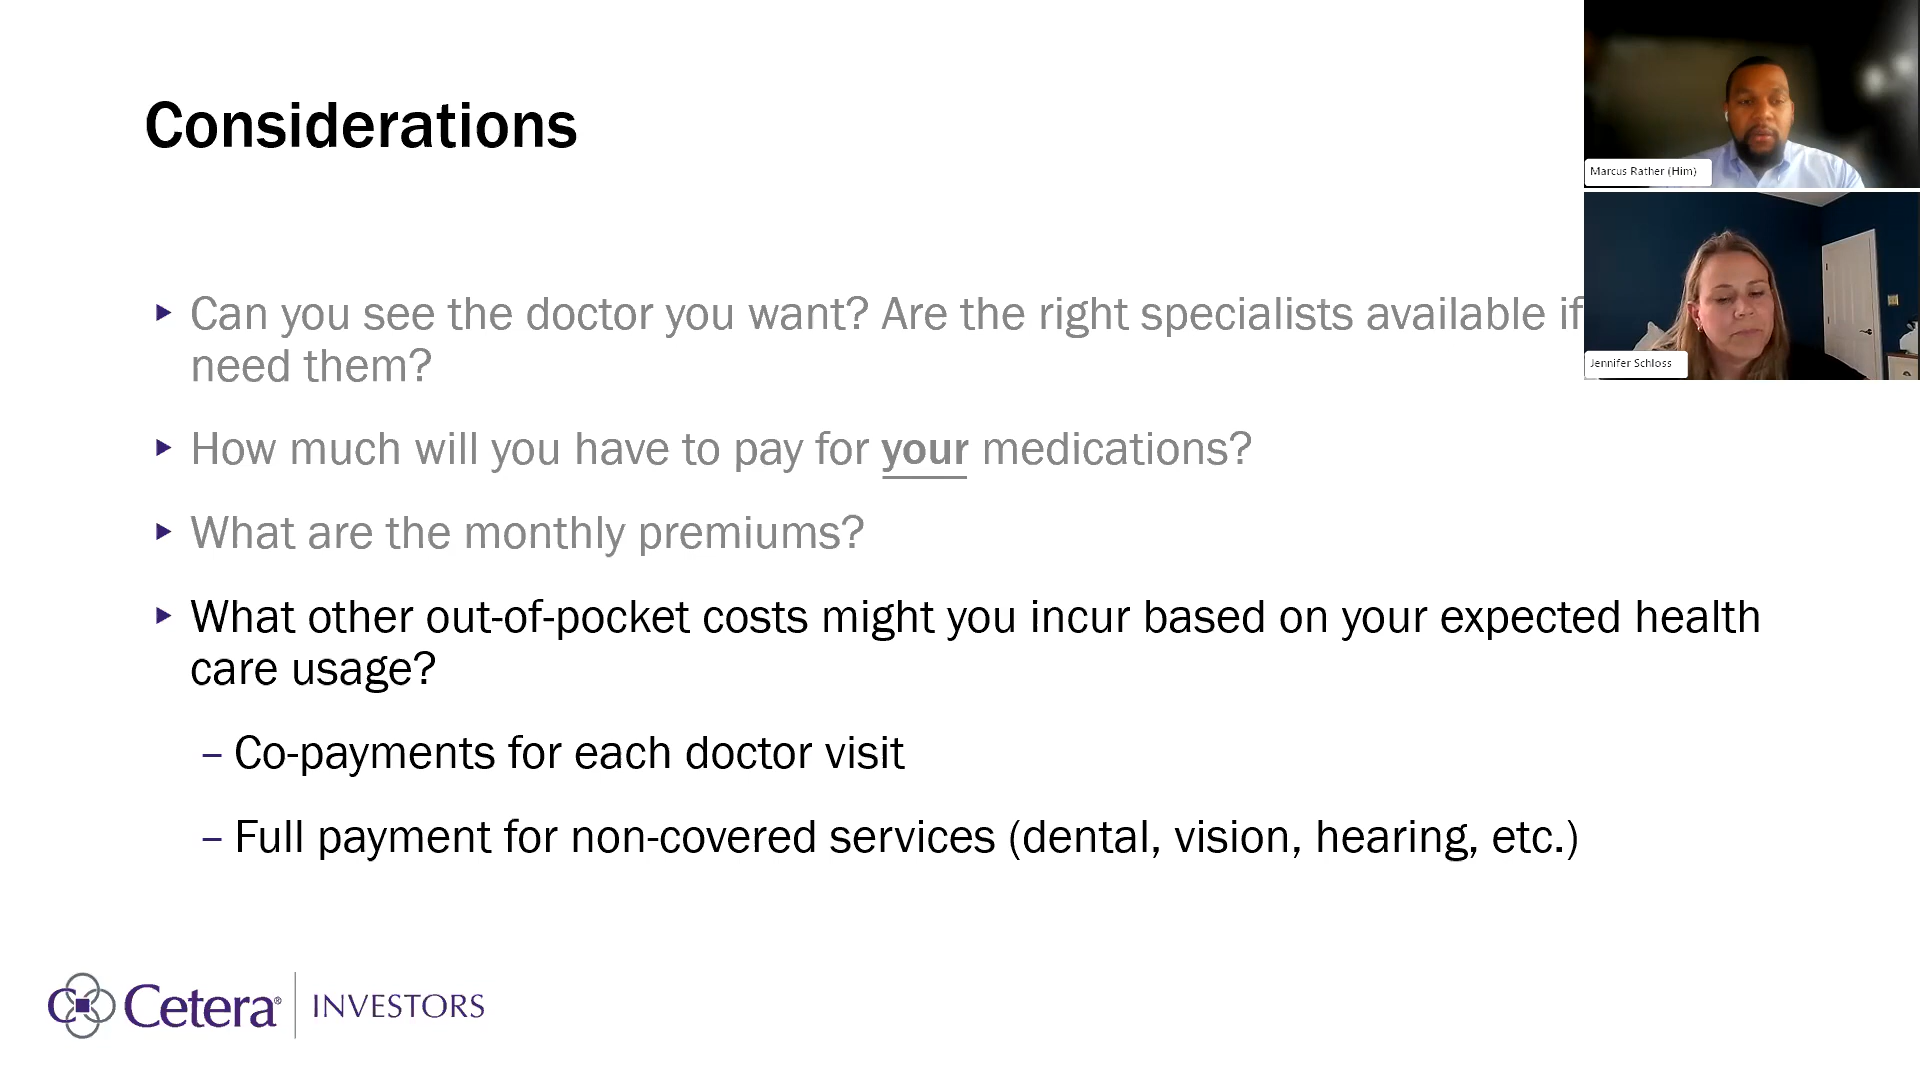 Considerations
Marcus Rather (Him)
Jennifer Schloss
Can you see the doctor you want? Are the right specialists available if
need them?
How much will you have to pay for your medications?
What are the monthly premiums?
What other out-of-pocket costs might you incur based on your expected health
care usage?
– Co-payments for each doctor visit
– Full payment for non-covered services (dental, vision, hearing, etc.)
Cetera® INVESTORS